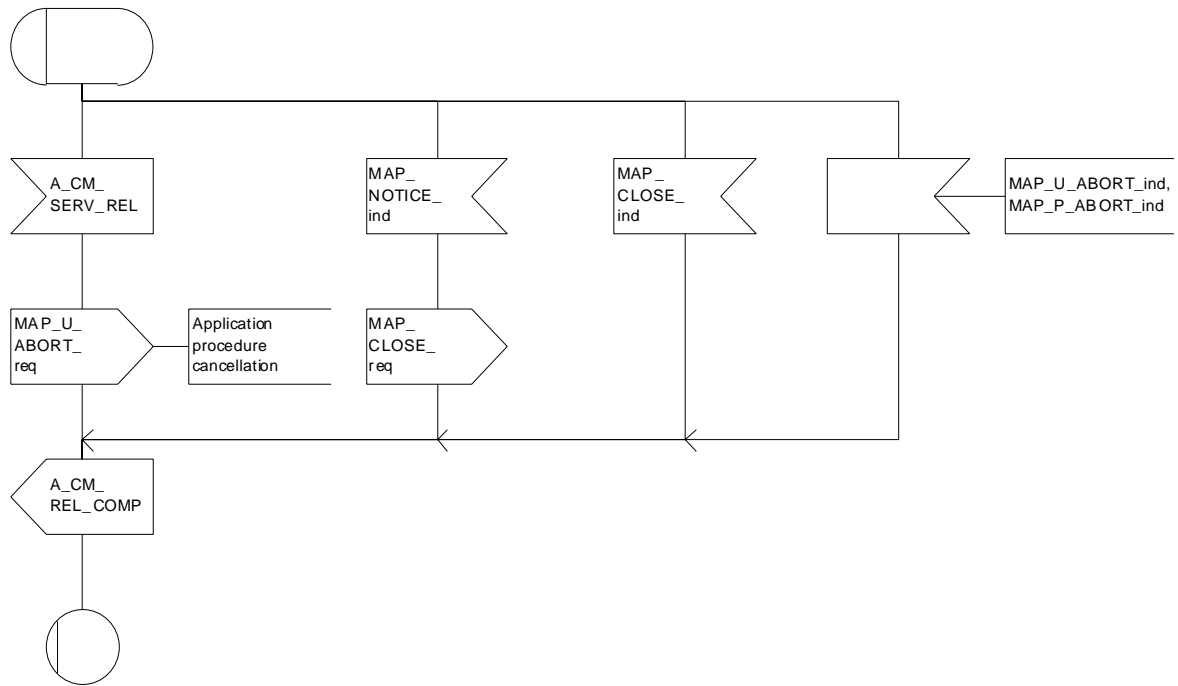 A_CM_
SERV_REL
MAP_
NOTICE_
ind
MAP_
CLOSE_
ind
MAP_U_ABORT_ind,
MAP_P_ABORT_ind
MAP_U_
ABORT_
req
Application
procedure
cancellation
MAP_
CLOSE_
req
A_CM_
REL_COMP